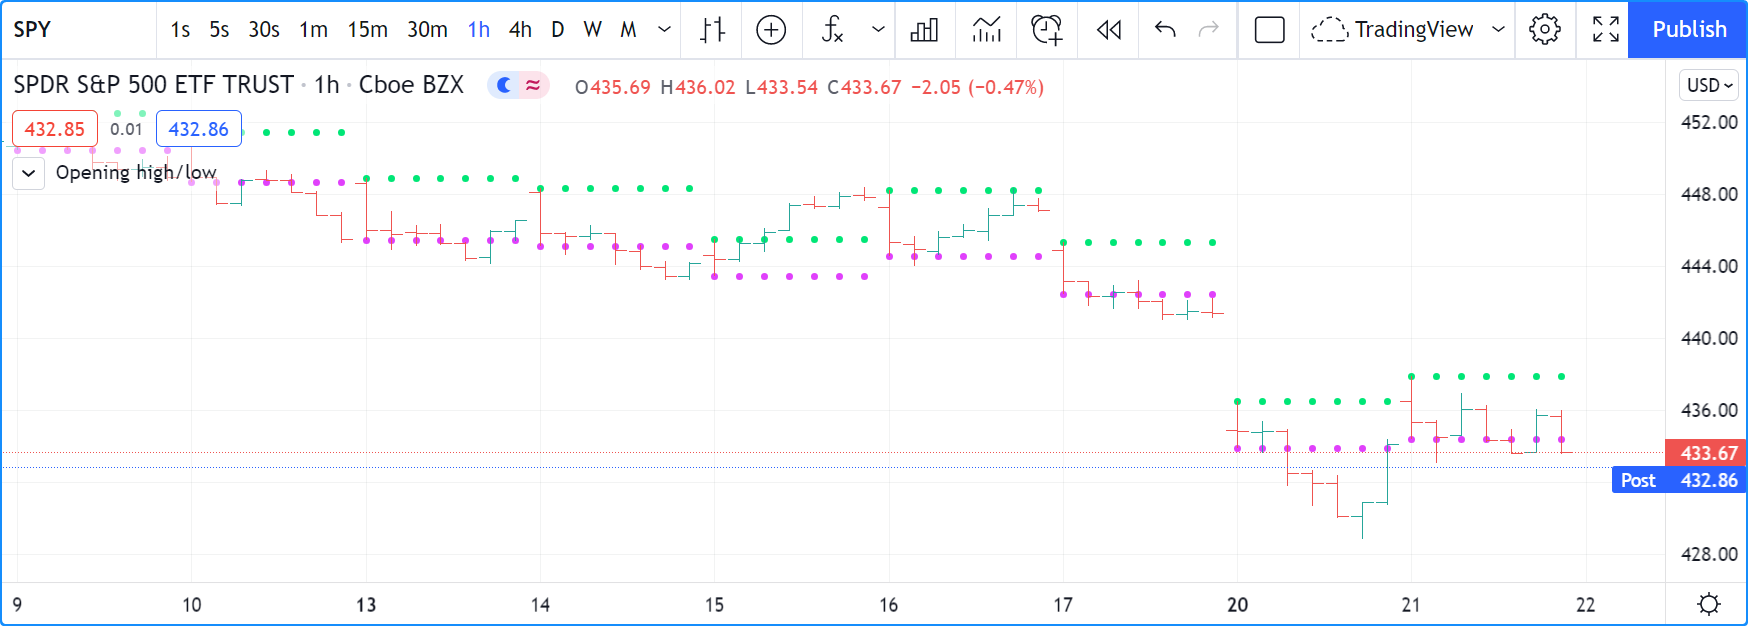 SPY 1s 5s 30s 1m 15m 30m 1h 4h D W M TradingView Publish
SPDR S&P 500 ETF TRUST · 1h · Cboe BZX O435.69 H436.02 L433.54 C433.67 −2.05 (−0.47%) USD
432.85 0.01 432.86
Opening high/low
452.00
448.00
444.00
440.00
436.00
433.67
Post 432.86
428.00
9 10 13 14 15 16 17 20 21 22